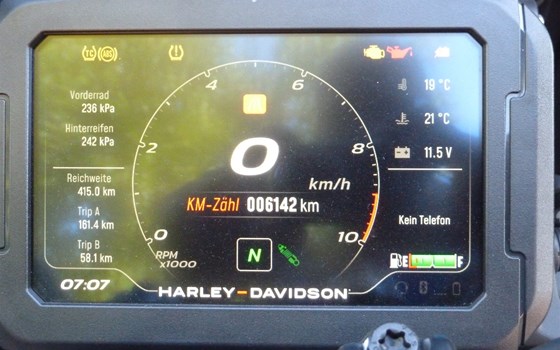 TC ABS
Vorderrad
236 kPa
Hinterreifen
242 kPa
Reichweite
415.0 km
Trip A
161.4 km
Trip B
58.1 km
07:07
0
2
4
6
8
10
RPM
x1000
0
km/h
KM-Zähl 006142 km
N
HARLEY-DAVIDSON
19 °C
21 °C
11.5 V
Kein Telefon
E F